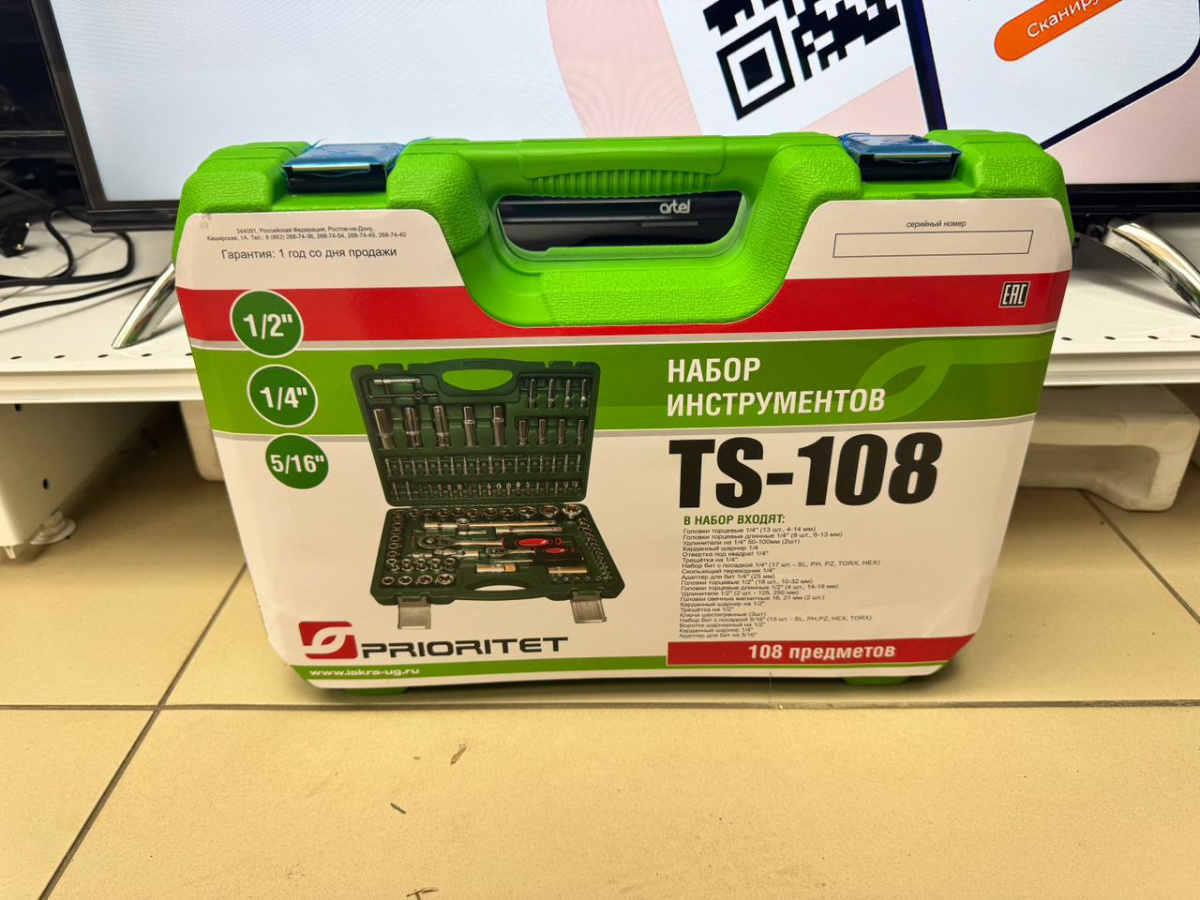 Сканиру
artel
344091, Российская Федерация, Ростов-на-Дону,
Каширская, 1А. Тел.: 8 (863) 268-74-36, 268-74-54, 268-74-49, 268-74-40
Гарантия: 1 год со дня продажи
серийный номер
EAC
1/2"
1/4"
5/16"
НАБОР
ИНСТРУМЕНТОВ
TS-108
В НАБОР ВХОДЯТ:
Головки торцевые 1/4" (13 шт., 4-14 мм)
Головки торцевые длинные 1/4" (8 шт., 6-13 мм)
Удлинители на 1/4" 50-100мм (2шт)
Карданный шарнир 1/4
Отвертка под квадрат 1/4"
Трещётка на 1/4"
Набор бит с посадкой 1/4" (17 шт. - SL, PH, PZ, TORX, HEX)
Скользящий переходник 1/4"
Адаптер для бит 1/4" (25 мм)
Головки торцевые 1/2" (18 шт., 10-32 мм)
Головки торцевые длинные 1/2" (4 шт., 14-19 мм)
Удлинители 1/2" (2 шт. - 125, 250 мм)
Головки свечные магнитные 16, 21 мм (2 шт.)
Карданный шарнир на 1/2"
Трещётка на 1/2"
Ключи шестигранные (3шт)
Набор бит с посадкой 5/16" (15 шт. - SL, PH,PZ, HEX, TORX)
Вороток шарнирный на 1/2"
Карданный шарнир 1/4"
Адаптер для бит на 5/16"
108 предметов
PRIORITET
www.iskra-ug.ru